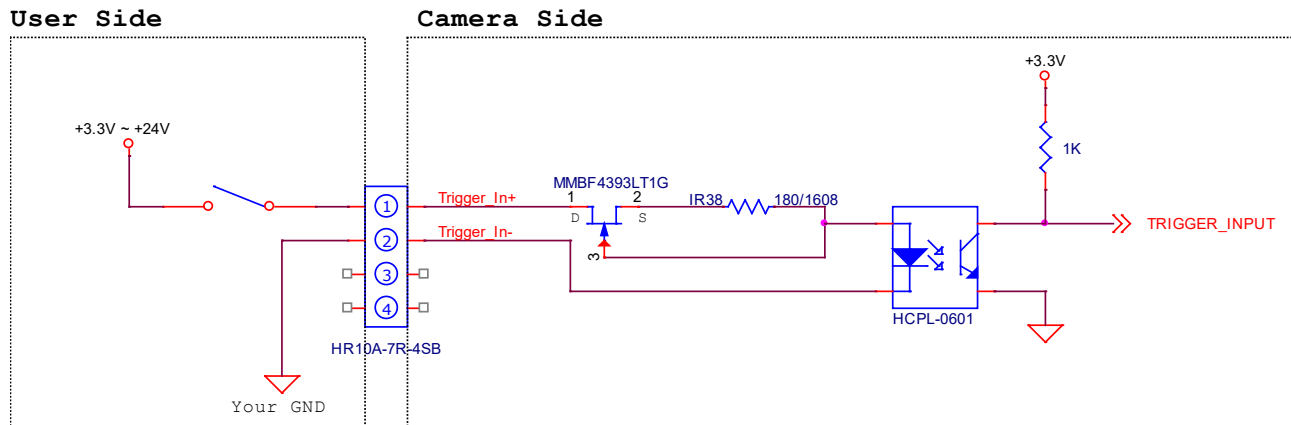 User Side
Camera Side
+3.3V
+3.3V ~ +24V
1K
MMBF4393LT1G
Trigger_In+
1
2
IR38
180/1608
D
S
1
TRIGGER_INPUT
Trigger_In-
2
3
3
4
HCPL-0601
HR10A-7R-4SB
Your GND